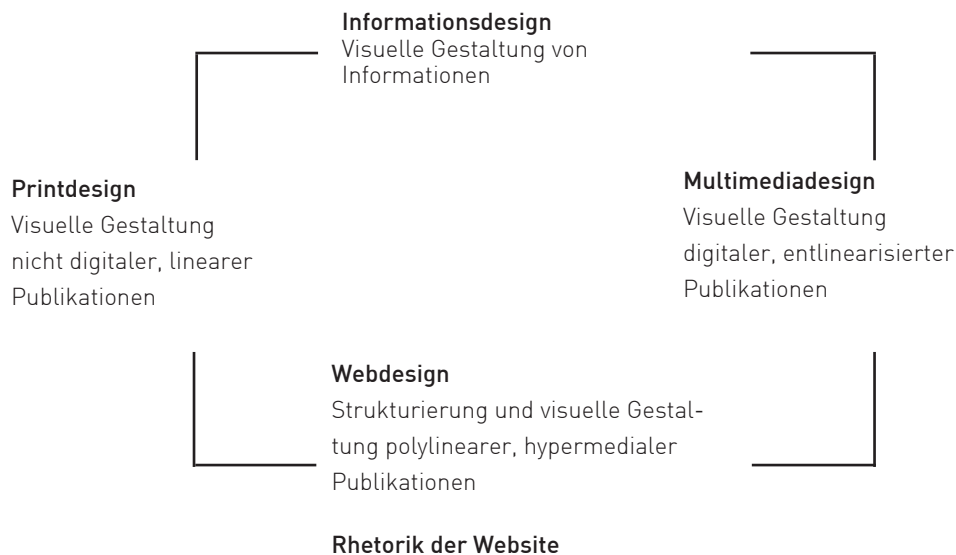 Informationsdesign
Visuelle Gestaltung von
Informationen
Printdesign
Visuelle Gestaltung
nicht digitaler, linearer
Publikationen
Multimediadesign
Visuelle Gestaltung
digitaler, entlinearisierter
Publikationen
Webdesign
Strukturierung und visuelle Gestal-
tung polylinearer, hypermedialer
Publikationen
Rhetorik der Website